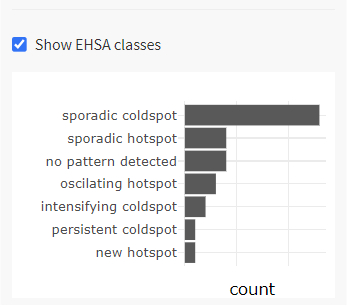 Show EHSA classes
sporadic coldspot
sporadic hotspot
no pattern detected
oscilating hotspot
intensifying coldspot
persistent coldspot
new hotspot
count